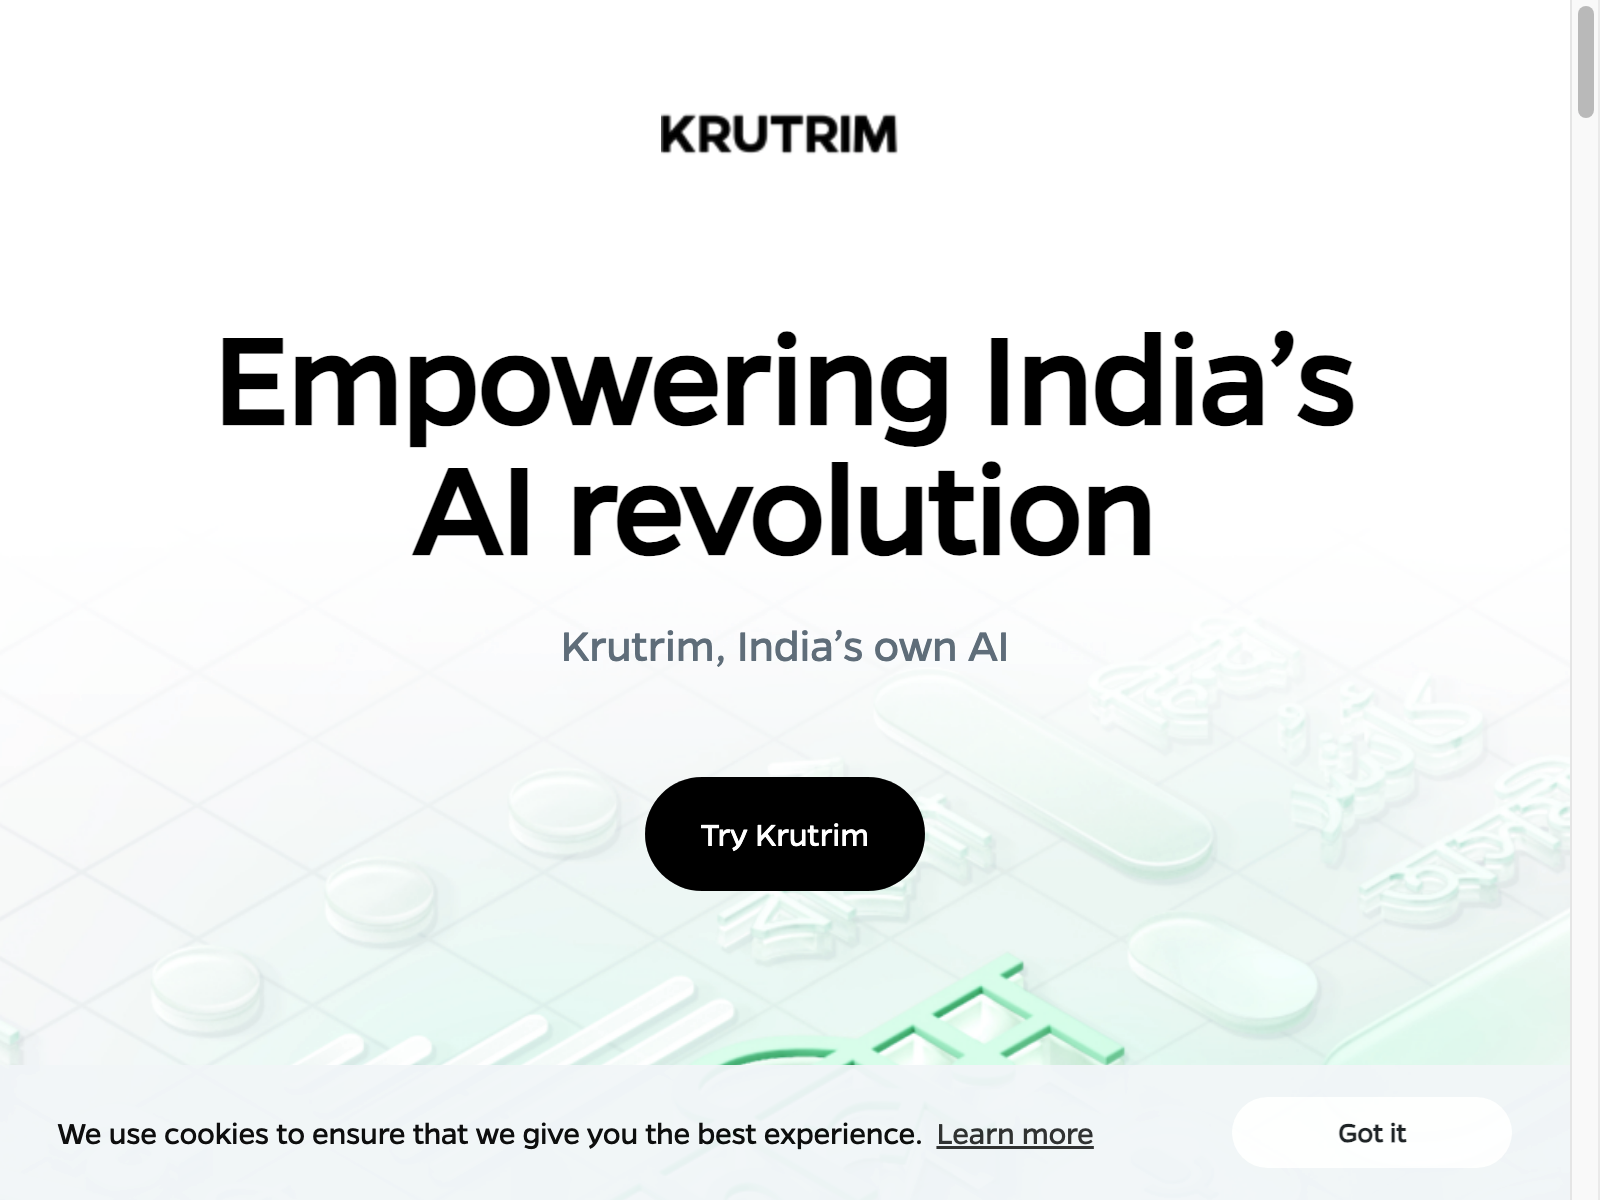 KRUTRIM
Empowering India’s
AI revolution
Krutrim, India’s own AI
Try Krutrim
We use cookies to ensure that we give you the best experience. Learn more
Got it